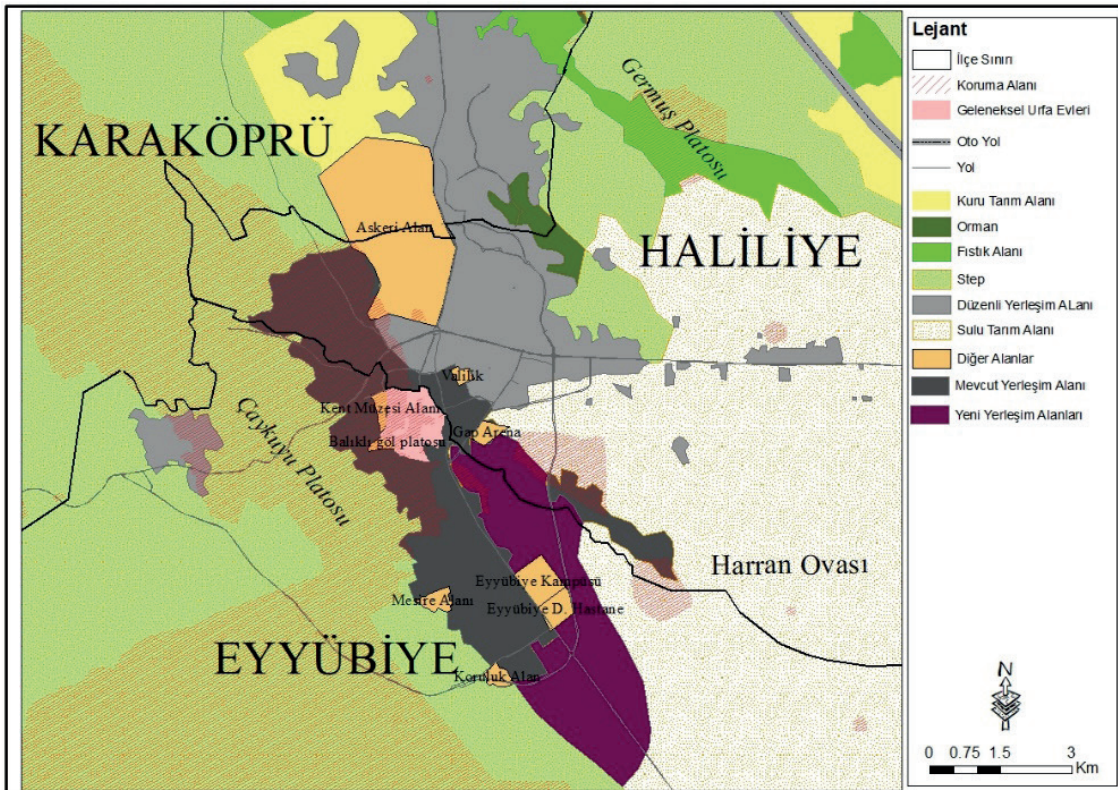 KARAKÖPRÜ
Germuş Platosu
Askeri Alan
HALİLİYE
Valilik
Kent Müzesi Alanı
Gap Arena
Balıklı göl platosu
Çaykuyu Platosu
Harran Ovası
Eyyübiye Kampüsü
Mesire Alanı
Eyyübiye D. Hastane
EYYÜBİYE
Koruluk Alan
Lejant
İlçe Sınırı
Koruma Alanı
Geleneksel Urfa Evleri
Oto Yol
Yol
Kuru Tarım Alanı
Orman
Fıstık Alanı
Step
Düzenli Yerleşim ALanı
Sulu Tarım Alanı
Diğer Alanlar
Mevcut Yerleşim Alanı
Yeni Yerleşim Alanları
N
0 0.75 1.5 3
Km